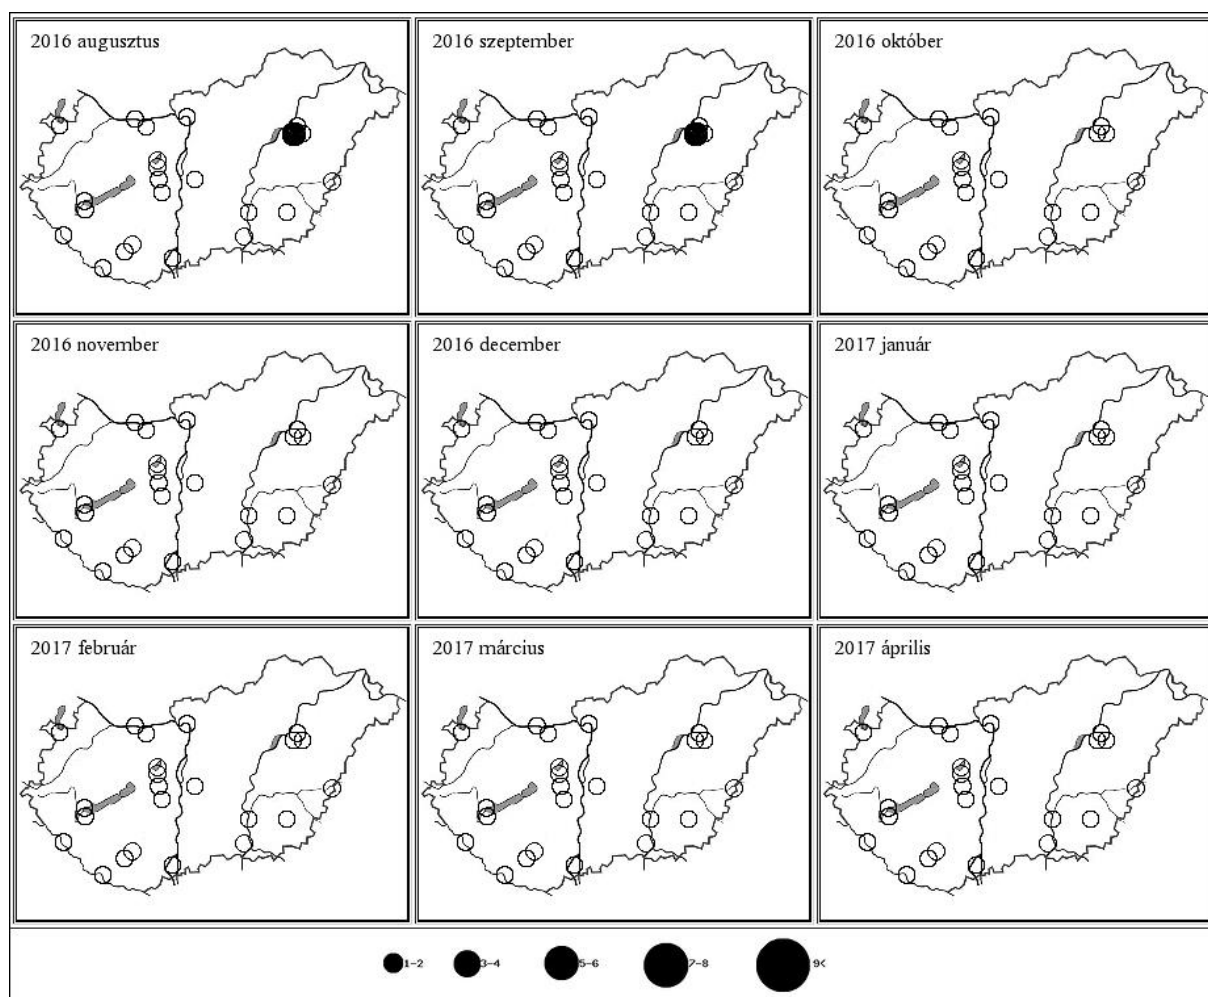 2016 augusztus
2016 szeptember
2016 október
2016 november
2016 december
2017 január
2017 február
2017 március
2017 április
1-2 3-4 5-6 7-8 9<